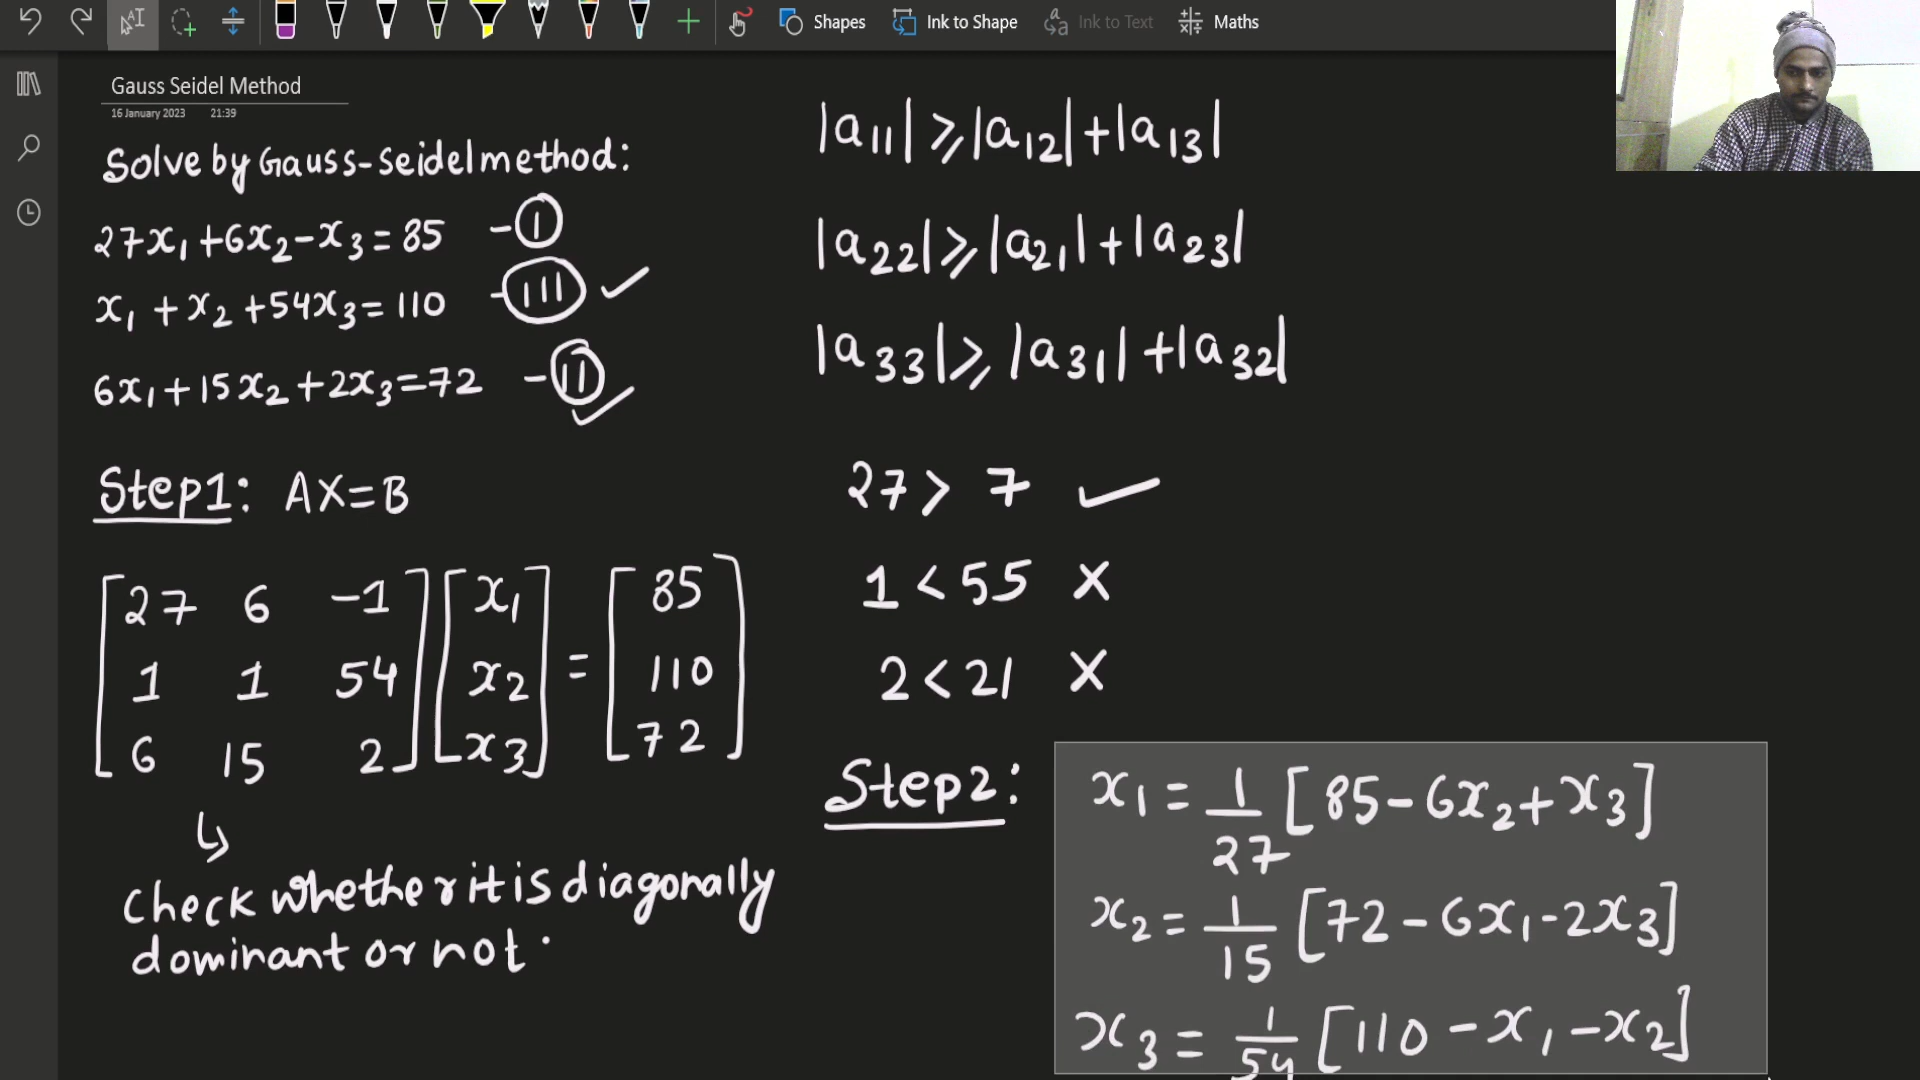 Shapes Ink to Shape Ink to Text Maths
Gauss Seidel Method
16 January 2023 21:39
Solve by Gauss-Seidel method:
27x₁+6x₂-x₃=85 -(I)
x₁+x₂+54x₃=110 -(III) ✓
6x₁+15x₂+2x₃=72 -(II) ✓
Step1: AX=B
[27 6 -1] [x₁] = [85]
[1 1 54] [x₂] = [110]
[6 15 2] [x₃] = [72]
↳
Check whether it is diagonally
dominant or not.
|a₁₁|⩾|a₁₂|+|a₁₃|
|a₂₂|⩾|a₂₁|+|a₂₃|
|a₃₃|⩾|a₃₁|+|a₃₂|
27 > 7 ✓
1 < 55 X
2 < 21 X
Step2:
x₁ = 1/27 [85-6x₂+x₃]
x₂ = 1/15 [72-6x₁-2x₃]
x₃ = 1/54 [110-x₁-x₂]